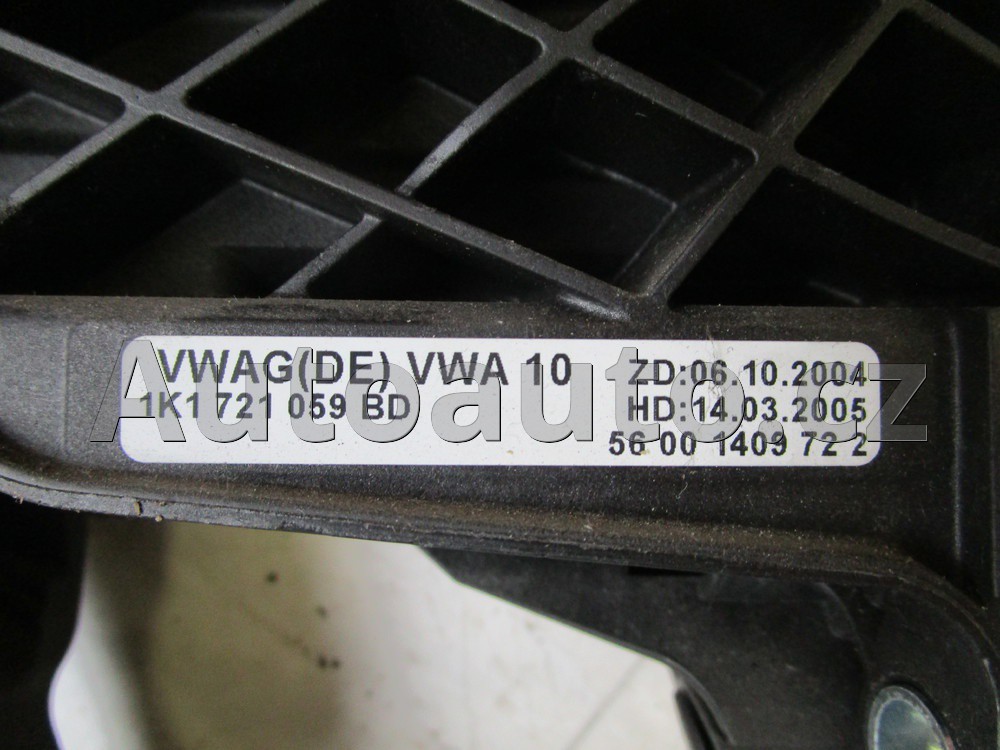 VWAG(DE) VWA 10
1K1 721 059 BD
ZD:06.10.2004
HD:14.03.2005
56 00 1409 72 2
Autoauto.cz